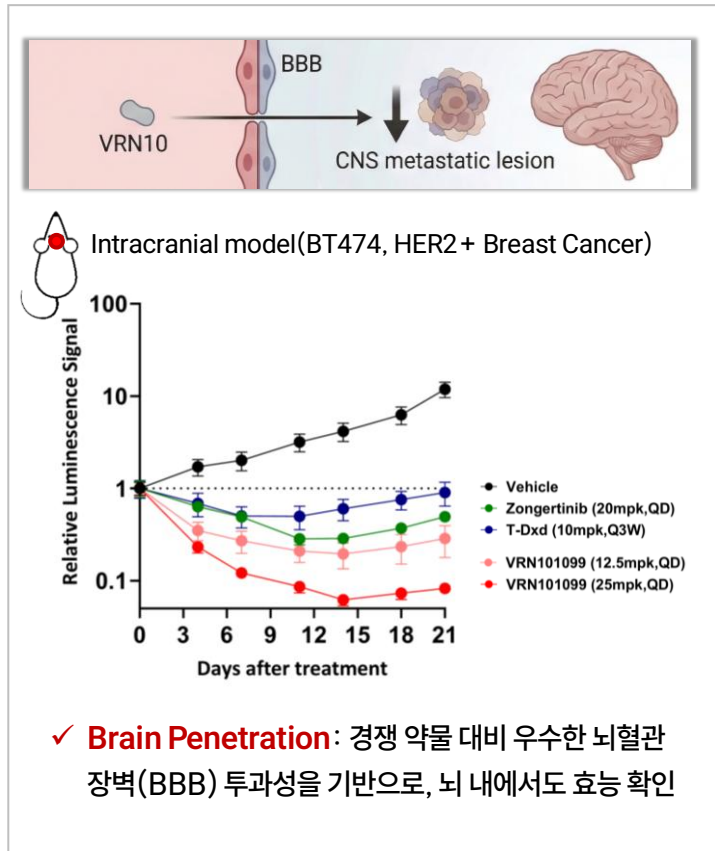 BBB
VRN10
CNS metastatic lesion
Intracranial model(BT474, HER2+ Breast Cancer)
Relative Luminescence Signal
100
10
1
0.1
0 3 6 9 12 15 18 21
Days after treatment
Vehicle
Zongertinib (20mpk,QD)
T-Dxd (10mpk,Q3W)
VRN101099 (12.5mpk,QD)
VRN101099 (25mpk,QD)
✓ Brain Penetration: 경쟁 약물 대비 우수한 뇌혈관
장벽(BBB) 투과성을 기반으로, 뇌 내에서도 효능 확인